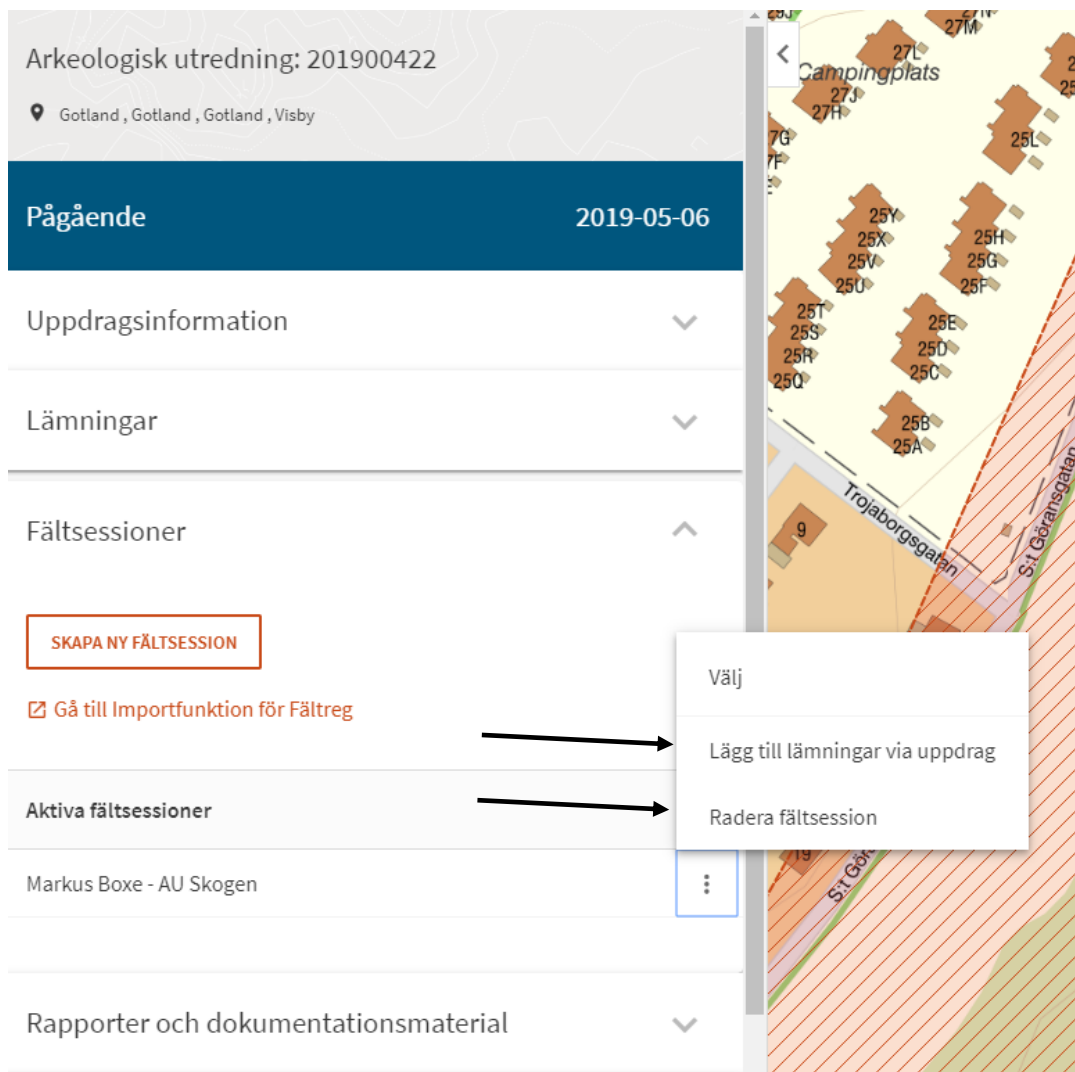 Arkeologisk utredning: 201900422
Gotland , Gotland , Gotland , Visby
Pågående 2019-05-06
Uppdragsinformation
Lämningar
Fältsessioner
SKAPA NY FÄLTSESSION
Gå till Importfunktion för Fältreg
Aktiva fältsessioner
Markus Boxe - AU Skogen
Rapporter och dokumentationsmaterial
Välj
Lägg till lämningar via uppdrag
Radera fältsession
27M
27L
Campingplats
27J
27H
25L
25Y
25X
25V
25U
25H
25G
25F
25T
25S
25R
25Q
25E
25D
25C
25B
25A
Trojaborgsgatan
S:t Göransgatan
9
19
S:t Gör